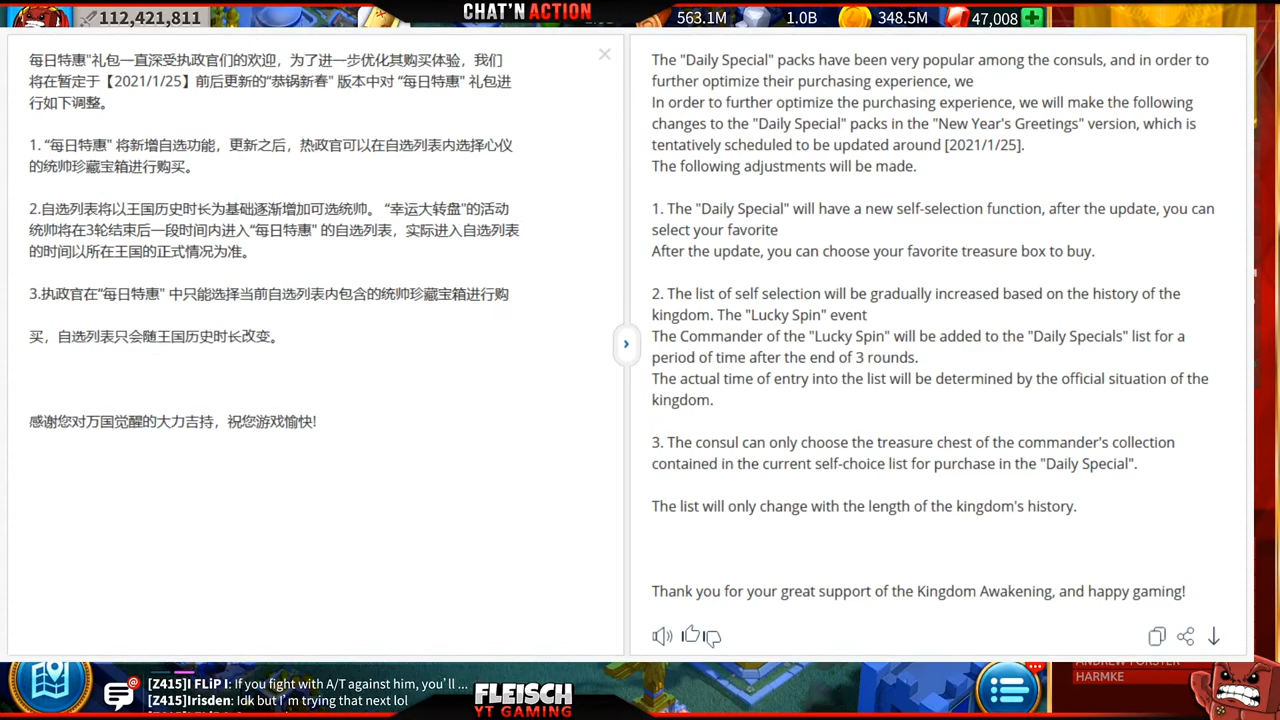 CHAT'N ACTION
112,421,811
563.1M
1.0B
348.5M
47,008
每日特惠"礼包一直深受执政官们的欢迎，为了进一步优化其购买体验，我们
将在暂定于【2021/1/25】前后更新的"恭锅新春" 版本中对 "每日特惠" 礼包进
行如下调整。
1. "每日特惠" 将新增自选功能，更新之后，热政官可以在自选列表内选择心仪
的统帅珍藏宝箱进行购买。
2.自选列表将以王国历史时长为基础逐渐增加可选统帅。 "幸运大转盘"的活动
统帅将在3轮结束后一段时间内进入"每日特惠" 的自选列表，实际进入自选列表
的时间以所在王国的正式情况为准。
3.执政官在"每日特惠" 中只能选择当前自选列表内包含的统帅珍藏宝箱进行购
买，自选列表只会随王国历史时长改变。
感谢您对万国觉醒的大力吉持，祝您游戏愉快!
The "Daily Special" packs have been very popular among the consuls, and in order to
further optimize their purchasing experience, we
In order to further optimize the purchasing experience, we will make the following
changes to the "Daily Special" packs in the "New Year's Greetings" version, which is
tentatively scheduled to be updated around [2021/1/25].
The following adjustments will be made.
1. The "Daily Special" will have a new self-selection function, after the update, you can
select your favorite
After the update, you can choose your favorite treasure box to buy.
2. The list of self selection will be gradually increased based on the history of the
kingdom. The "Lucky Spin" event
The Commander of the "Lucky Spin" will be added to the "Daily Specials" list for a
period of time after the end of 3 rounds.
The actual time of entry into the list will be determined by the official situation of the
kingdom.
3. The consul can only choose the treasure chest of the commander's collection
contained in the current self-choice list for purchase in the "Daily Special".
The list will only change with the length of the kingdom's history.
Thank you for your great support of the Kingdom Awakening, and happy gaming!
[Z415]I FLiP I: If you fight with A/T against him, you'll ...
[Z415]Irisden: Idk but I'm trying that next lol
FLEISCH
YT GAMING
HARMKE